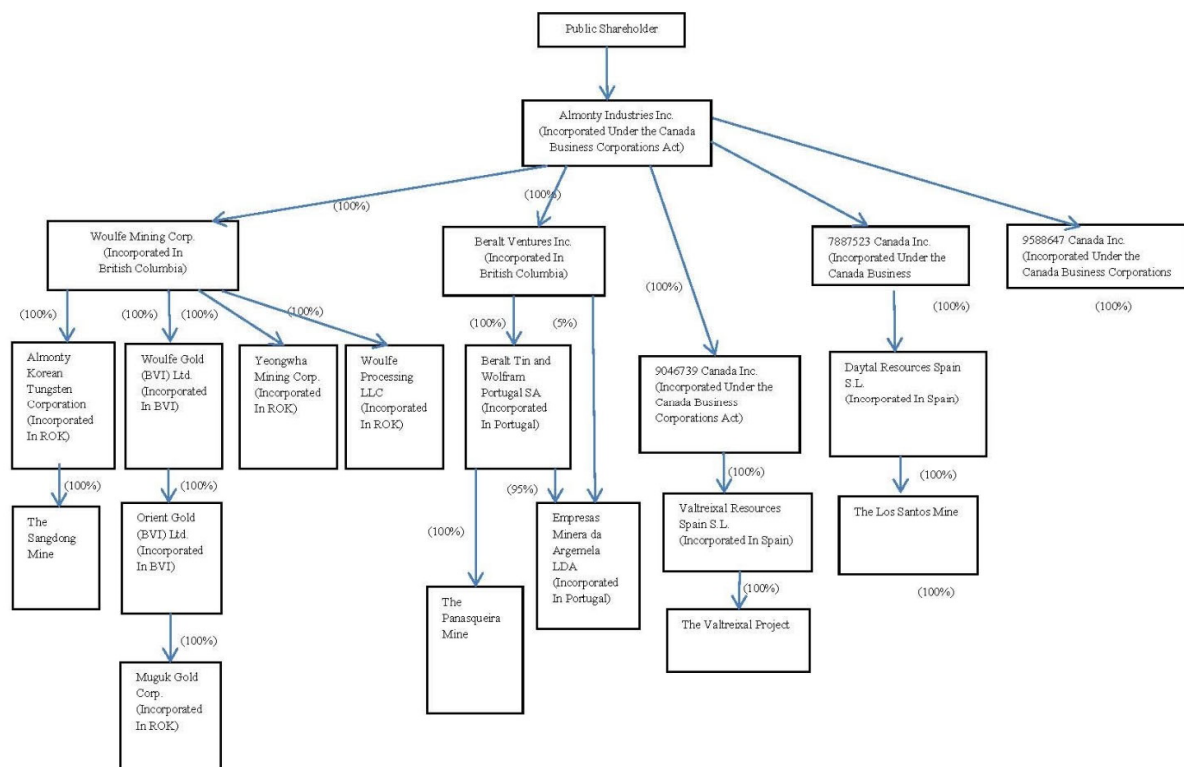 Public Shareholder
Almonty Industries Inc.
(Incorporated Under the Canada
Business Corporations Act)
(100%)
(100%)
Woulfe Mining Corp.
(Incorporated In
British Columbia)
Beralt Ventures Inc.
(Incorporated In
British Columbia)
7887523 Canada Inc.
(Incorporated Under the
Canada Business
9588647 Canada Inc.
(Incorporated Under the
Canada Business Corporations
(100%)
(100%)
(100%)
(100%)
(100%)
(100%)
(100%)
(5%)
(100%)
(100%)
Almonty
Korean
Tungsten
Corporation
(Incorporated
In ROK)
Woulfe Gold
(BVI) Ltd.
(Incorporated
In BVI)
Yeongwha
Mining Corp.
(Incorporated
In ROK)
Woulfe
Processing
LLC
(Incorporated
In ROK)
Beralt Tin and
Wolfram
Portugal SA
(Incorporated
In Portugal)
9046739 Canada Inc.
(Incorporated Under the
Canada Business
Corporations Act)
Daytal Resources Spain
S.L.
(Incorporated In Spain)
(100%)
(100%)
(95%)
(100%)
(100%)
(100%)
The
Sangdong
Mine
Orient Gold
(BVI) Ltd.
(Incorporated
In BVI)
Empresas
Minera da
Argemela
LDA
(Incorporated
In Portugal)
Valtreixal Resources
Spain S.L.
(Incorporated In Spain)
The Los Santos Mine
(100%)
(100%)
(100%)
The
Panasqueira
Mine
The Valtreixal Project
Muguk Gold
Corp.
(Incorporated
In ROK)